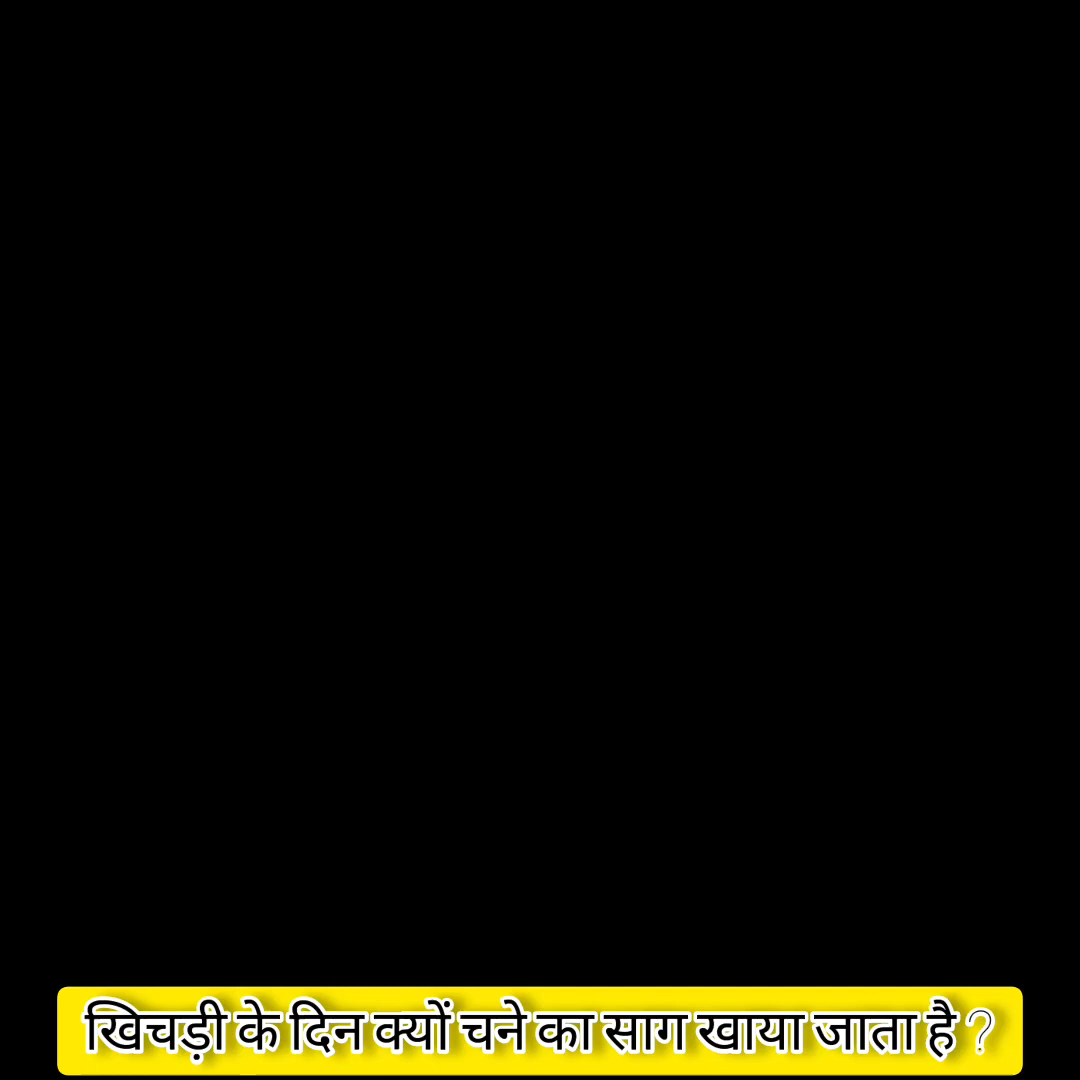 खिचड़ी के दिन क्यों चने का साग खाया जाता है ?